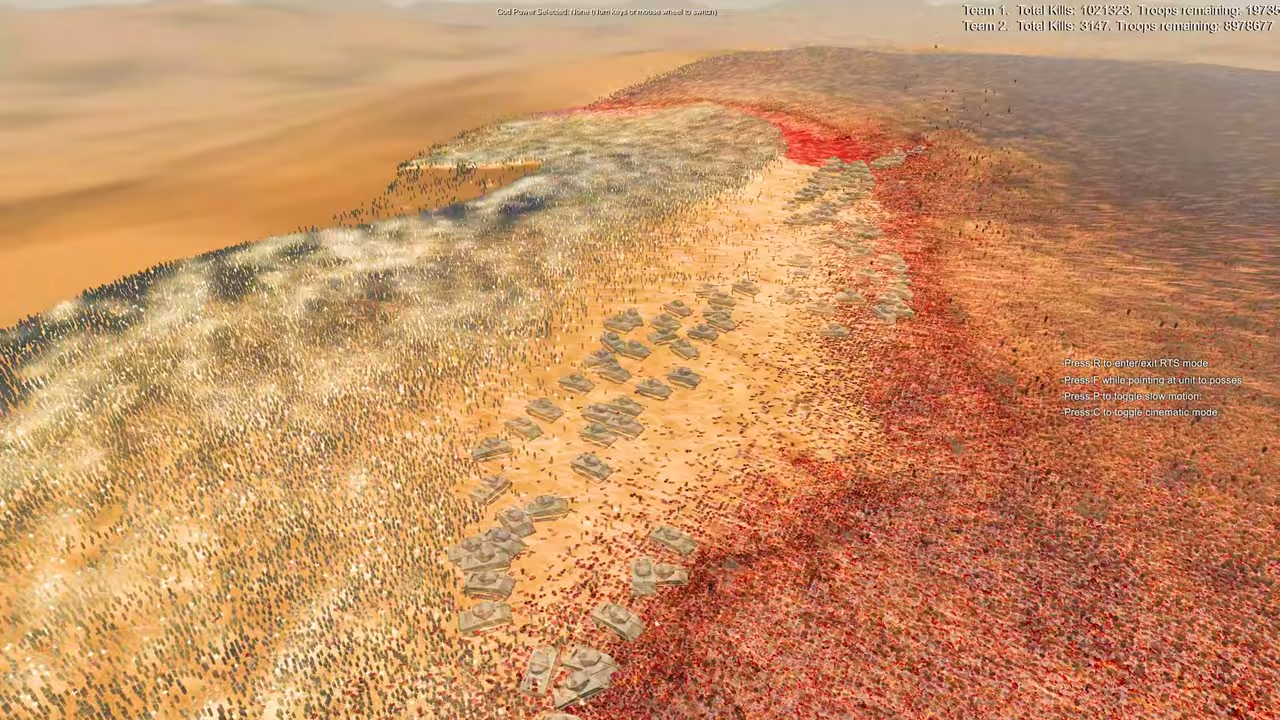 God Power Selected: None (Num keys or mouse wheel to switch)
Team 1. Total Kills: 1021323. Troops remaining: 19735
Team 2. Total Kills: 3147. Troops remaining: 8978677
-Press R to enter/exit RTS mode
-Press F while pointing at unit to posses
-Press P to toggle slow motion:
-Press C to toggle cinematic mode